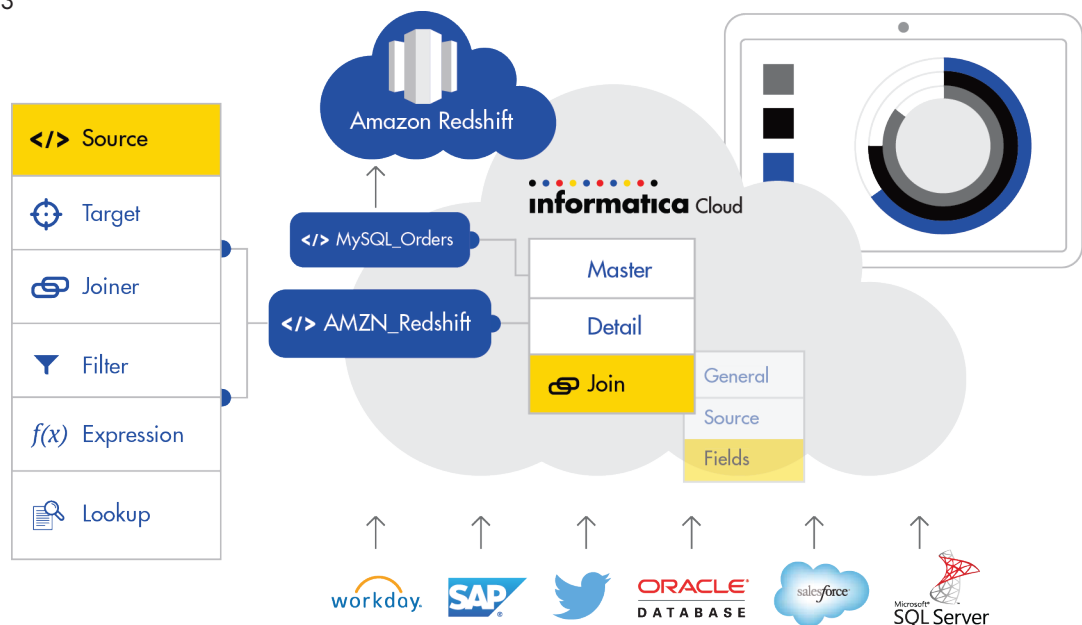 3
</> Source
Target
Joiner
Filter
f(x) Expression
Lookup
Amazon Redshift
</> MySQL_Orders
</> AMZN_Redshift
informatica Cloud
Master
Detail
Join
General
Source
Fields
workday.
SAP®
ORACLE®
DATABASE
salesforce
Microsoft®
SQL Server